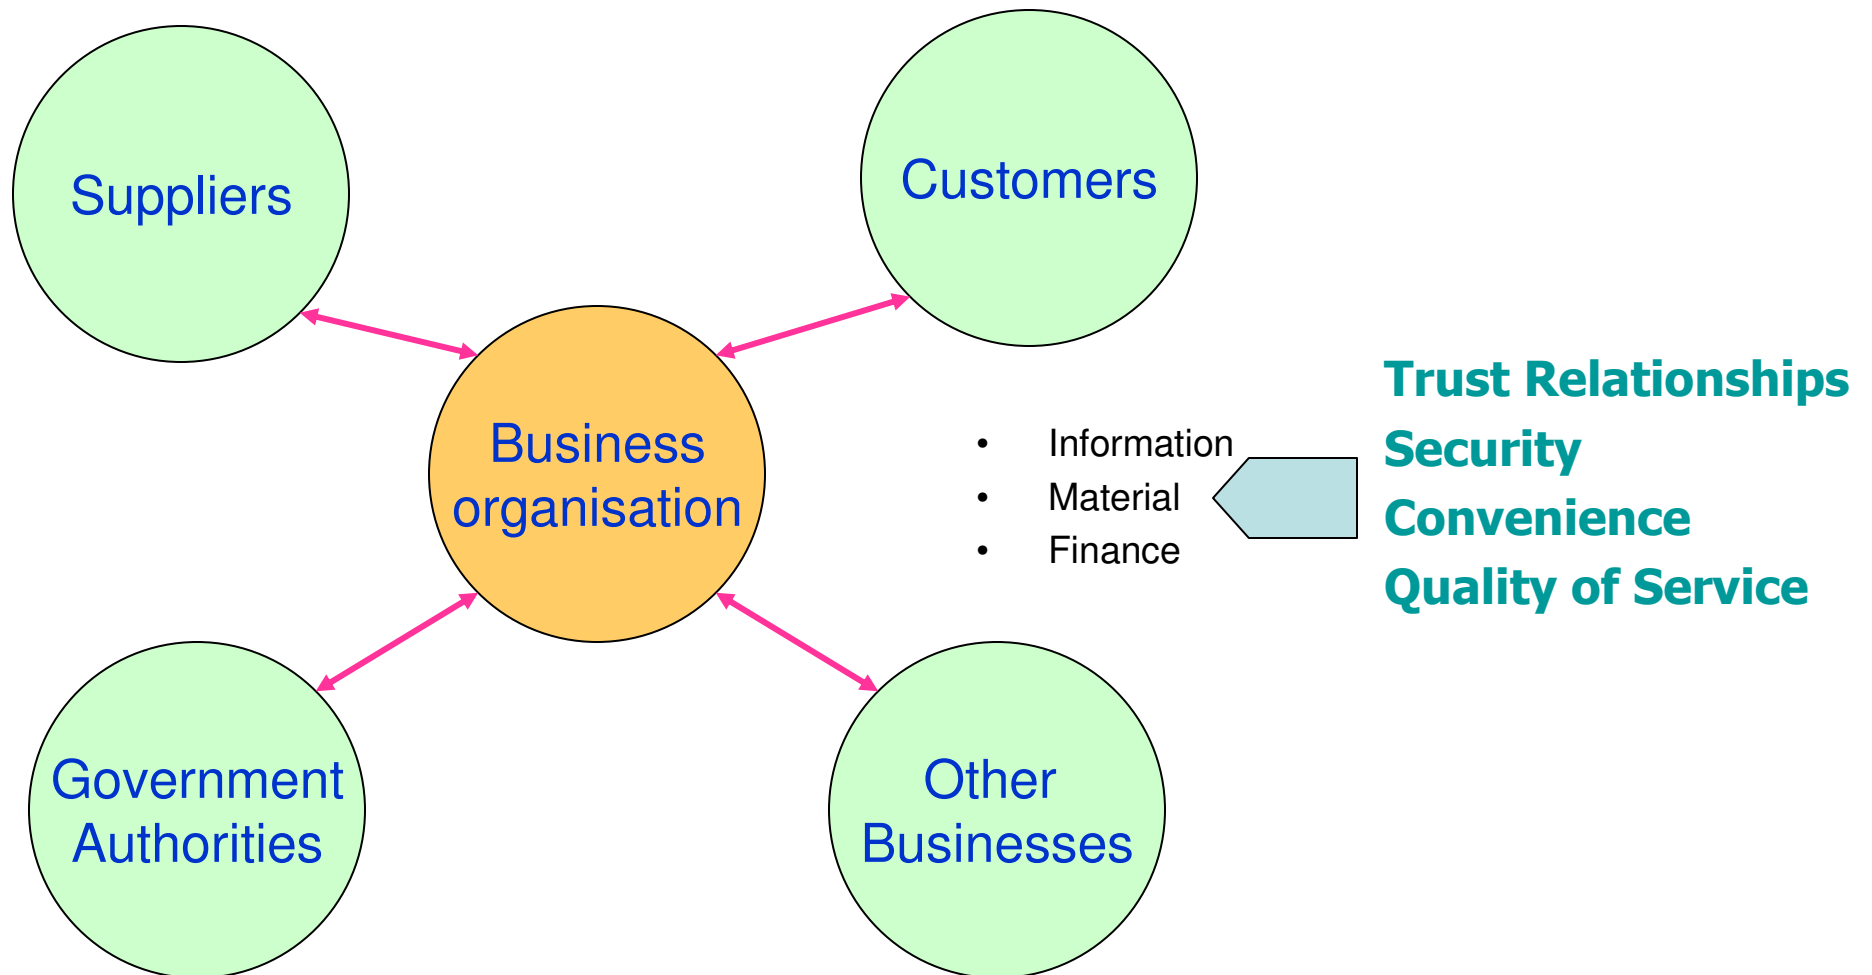 Suppliers
Customers
Business
organisation
• Information
• Material
• Finance
Trust Relationships
Security
Convenience
Quality of Service
Government
Authorities
Other
Businesses